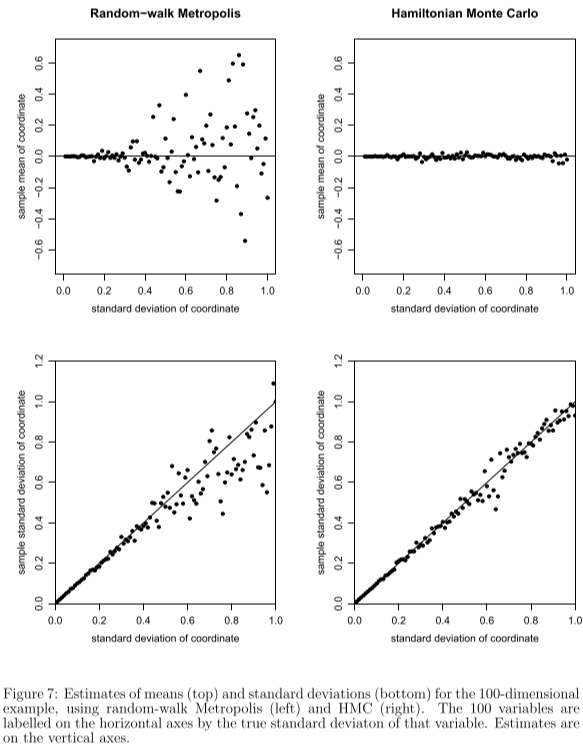 Random−walk Metropolis
Hamiltonian Monte Carlo
sample mean of coordinate
0.6
0.4
0.2
0.0
−0.2
−0.4
−0.6
0.0 0.2 0.4 0.6 0.8 1.0
standard deviation of coordinate
sample mean of coordinate
0.6
0.4
0.2
0.0
−0.2
−0.4
−0.6
0.0 0.2 0.4 0.6 0.8 1.0
standard deviation of coordinate
sample standard deviation of coordinate
1.2
1.0
0.8
0.6
0.4
0.2
0.0
0.0 0.2 0.4 0.6 0.8 1.0
standard deviation of coordinate
sample standard deviation of coordinate
1.2
1.0
0.8
0.6
0.4
0.2
0.0
0.0 0.2 0.4 0.6 0.8 1.0
standard deviation of coordinate
Figure 7: Estimates of means (top) and standard deviations (bottom) for the 100-dimensional
example, using random-walk Metropolis (left) and HMC (right). The 100 variables are
labelled on the horizontal axes by the true standard deviaton of that variable. Estimates are
on the vertical axes.